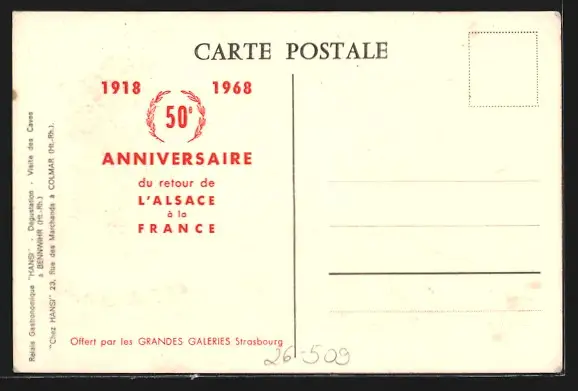 CARTE POSTALE
1918 1968
50e
ANNIVERSAIRE
du retour de
L'ALSACE
à la
FRANCE
Offert par les GRANDES GALERIES Strasbourg
26-509
Relais Gastronomique "HANSI" - Dégustation - Visite des Caves
à BENNWIHR (Ht.-Rh.)
"Chez HANSI" 23, Rue des Marchands à COLMAR (Ht.-Rh.)